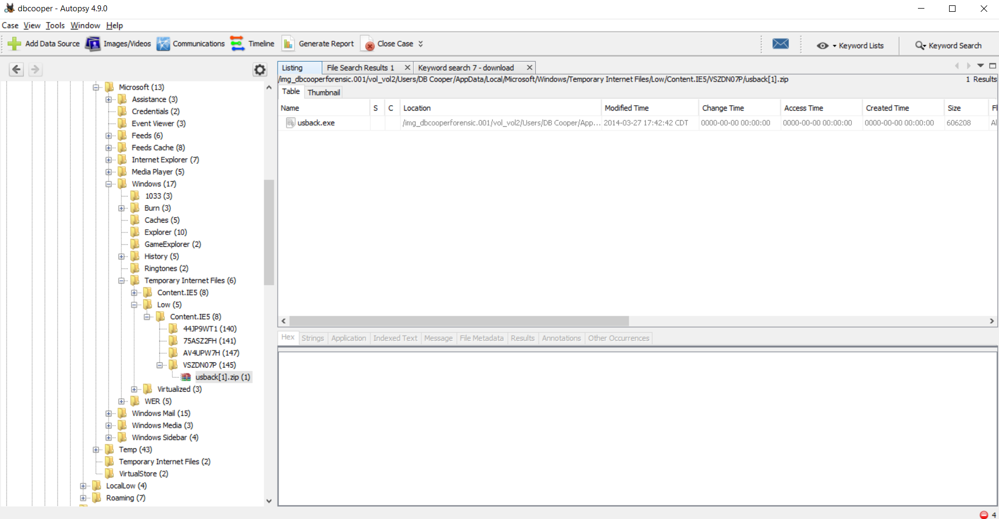 dbcooper - Autopsy 4.9.0
Case View Tools Window Help
Add Data Source Images/Videos Communications Timeline Generate Report Close Case Keyword Lists Keyword Search
Listing File Search Results 1 Keyword search 7 - download
/img_dbcooperforensic.001/vol_vol2/Users/DB Cooper/AppData/Local/Microsoft/Windows/Temporary Internet Files/Low/Content.IE5/VSZDN07P/usback[1].zip 1 Results
Table Thumbnail
Name S C Location Modified Time Change Time Access Time Created Time Size Fl
usback.exe /img_dbcooperforensic.001/vol_vol2/Users/DB Cooper/App... 2014-03-27 17:42:42 CDT 0000-00-00 00:00:00 0000-00-00 00:00:00 0000-00-00 00:00:00 606208 Al
Microsoft (13)
Assistance (3)
Credentials (2)
Event Viewer (3)
Feeds (6)
Feeds Cache (8)
Internet Explorer (7)
Media Player (5)
Windows (17)
1033 (3)
Burn (3)
Caches (5)
Explorer (10)
GameExplorer (2)
History (5)
Ringtones (2)
Temporary Internet Files (6)
Content.IE5 (8)
Low (5)
Content.IE5 (8)
44JP9WT1 (140)
75ASZ2FH (141)
AV4UPW7H (147)
VSZDN07P (145)
usback[1].zip (1)
Virtualized (3)
WER (5)
Windows Mail (15)
Windows Media (3)
Windows Sidebar (4)
Temp (43)
Temporary Internet Files (2)
VirtualStore (2)
LocalLow (4)
Roaming (7)
Hex Strings Application Indexed Text Message File Metadata Results Annotations Other Occurrences
4